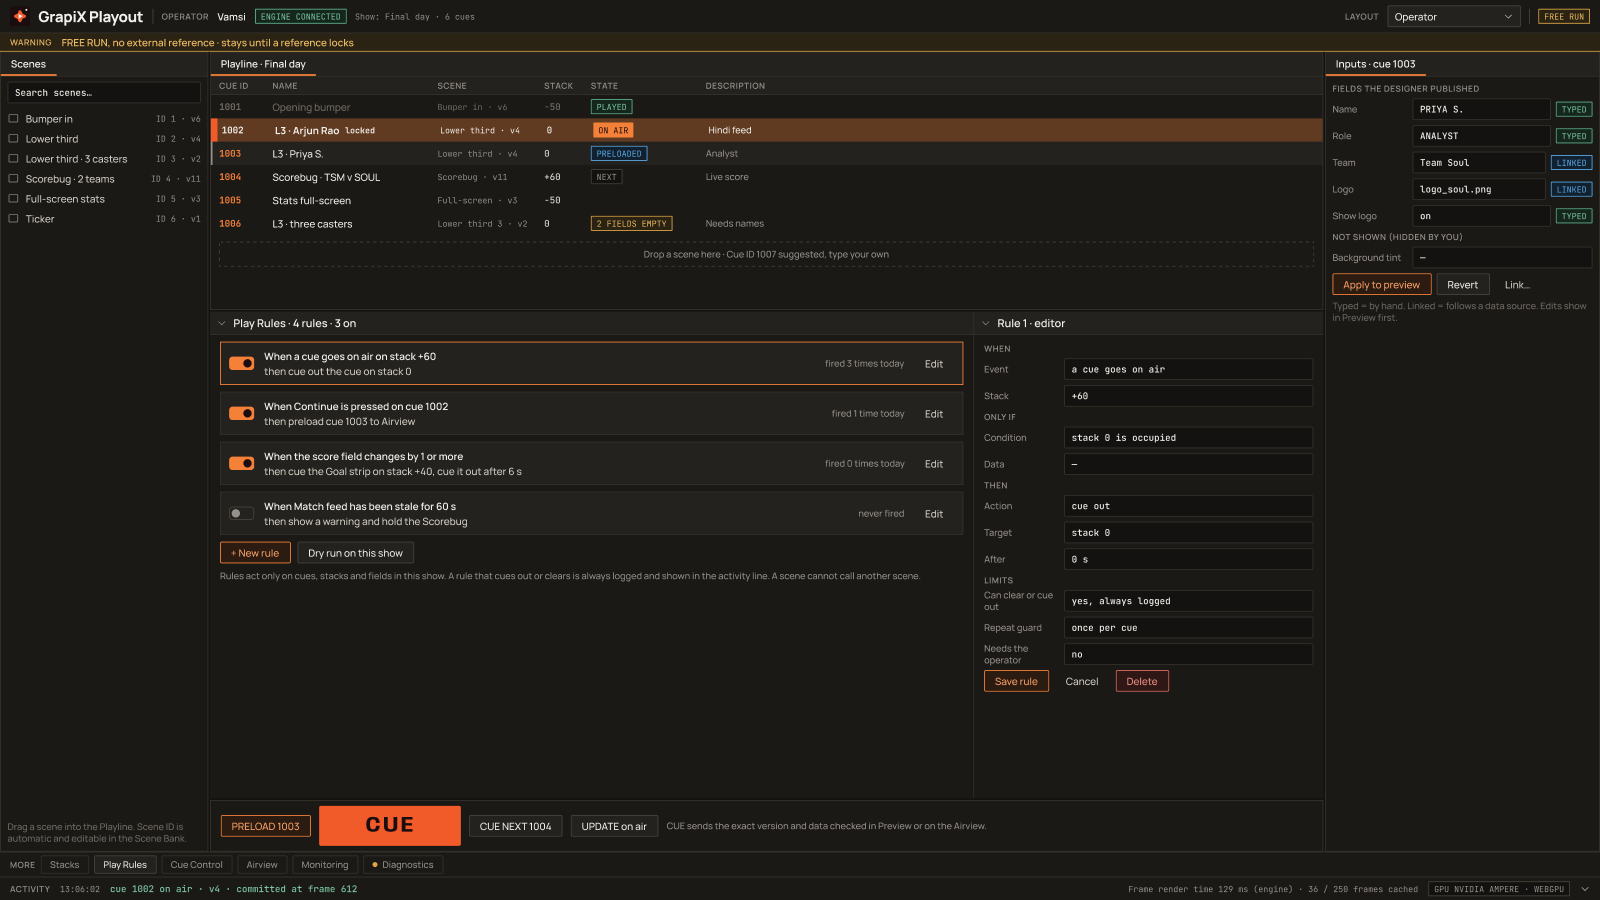 GrapiX Playout OPERATOR Vamsi ENGINE CONNECTED Show: Final day · 6 cues LAYOUT Operator FREE RUN
WARNING FREE RUN, no external reference · stays until a reference locks
Scenes
Search scenes…
Bumper in ID 1 · v6
Lower third ID 2 · v4
Lower third · 3 casters ID 3 · v2
Scorebug · 2 teams ID 4 · v11
Full-screen stats ID 5 · v3
Ticker ID 6 · v1
Drag a scene into the Playline. Scene ID is
automatic and editable in the Scene Bank.
Playline · Final day
CUE ID NAME SCENE STACK STATE DESCRIPTION
1001 Opening bumper Bumper in · v6 -50 PLAYED
1002 L3 · Arjun Rao locked Lower third · v4 0 ON AIR Hindi feed
1003 L3 · Priya S. Lower third · v4 0 PRELOADED Analyst
1004 Scorebug · TSM v SOUL Scorebug · v11 +60 NEXT Live score
1005 Stats full-screen Full-screen · v3 -50
1006 L3 · three casters Lower third 3 · v2 0 2 FIELDS EMPTY Needs names
Drop a scene here · Cue ID 1007 suggested, type your own
Play Rules · 4 rules · 3 on
When a cue goes on air on stack +60
then cue out the cue on stack 0
fired 3 times today Edit
When Continue is pressed on cue 1002
then preload cue 1003 to Airview
fired 1 time today Edit
When the score field changes by 1 or more
then cue the Goal strip on stack +40, cue it out after 6 s
fired 0 times today Edit
When Match feed has been stale for 60 s
then show a warning and hold the Scorebug
never fired Edit
+ New rule Dry run on this show
Rules act only on cues, stacks and fields in this show. A rule that cues out or clears is always logged and shown in the activity line. A scene cannot call another scene.
Rule 1 · editor
WHEN
Event a cue goes on air
Stack +60
ONLY IF
Condition stack 0 is occupied
Data —
THEN
Action cue out
Target stack 0
After 0 s
LIMITS
Can clear or cue
out
yes, always logged
Repeat guard once per cue
Needs the
operator
no
Save rule Cancel Delete
Inputs · cue 1003
FIELDS THE DESIGNER PUBLISHED
Name PRIYA S. TYPED
Role ANALYST TYPED
Team Team Soul LINKED
Logo logo_soul.png LINKED
Show logo on TYPED
NOT SHOWN (HIDDEN BY YOU)
Background tint —
Apply to preview Revert Link…
Typed = by hand. Linked = follows a data source. Edits show
in Preview first.
PRELOAD 1003 CUE CUE NEXT 1004 UPDATE on air CUE sends the exact version and data checked in Preview or on the Airview.
MORE Stacks Play Rules Cue Control Airview Monitoring Diagnostics
ACTIVITY 13:06:02 cue 1002 on air · v4 · committed at frame 612 Frame render time 129 ms (engine) · 36 / 250 frames cached GPU NVIDIA AMPERE · WEBGPU